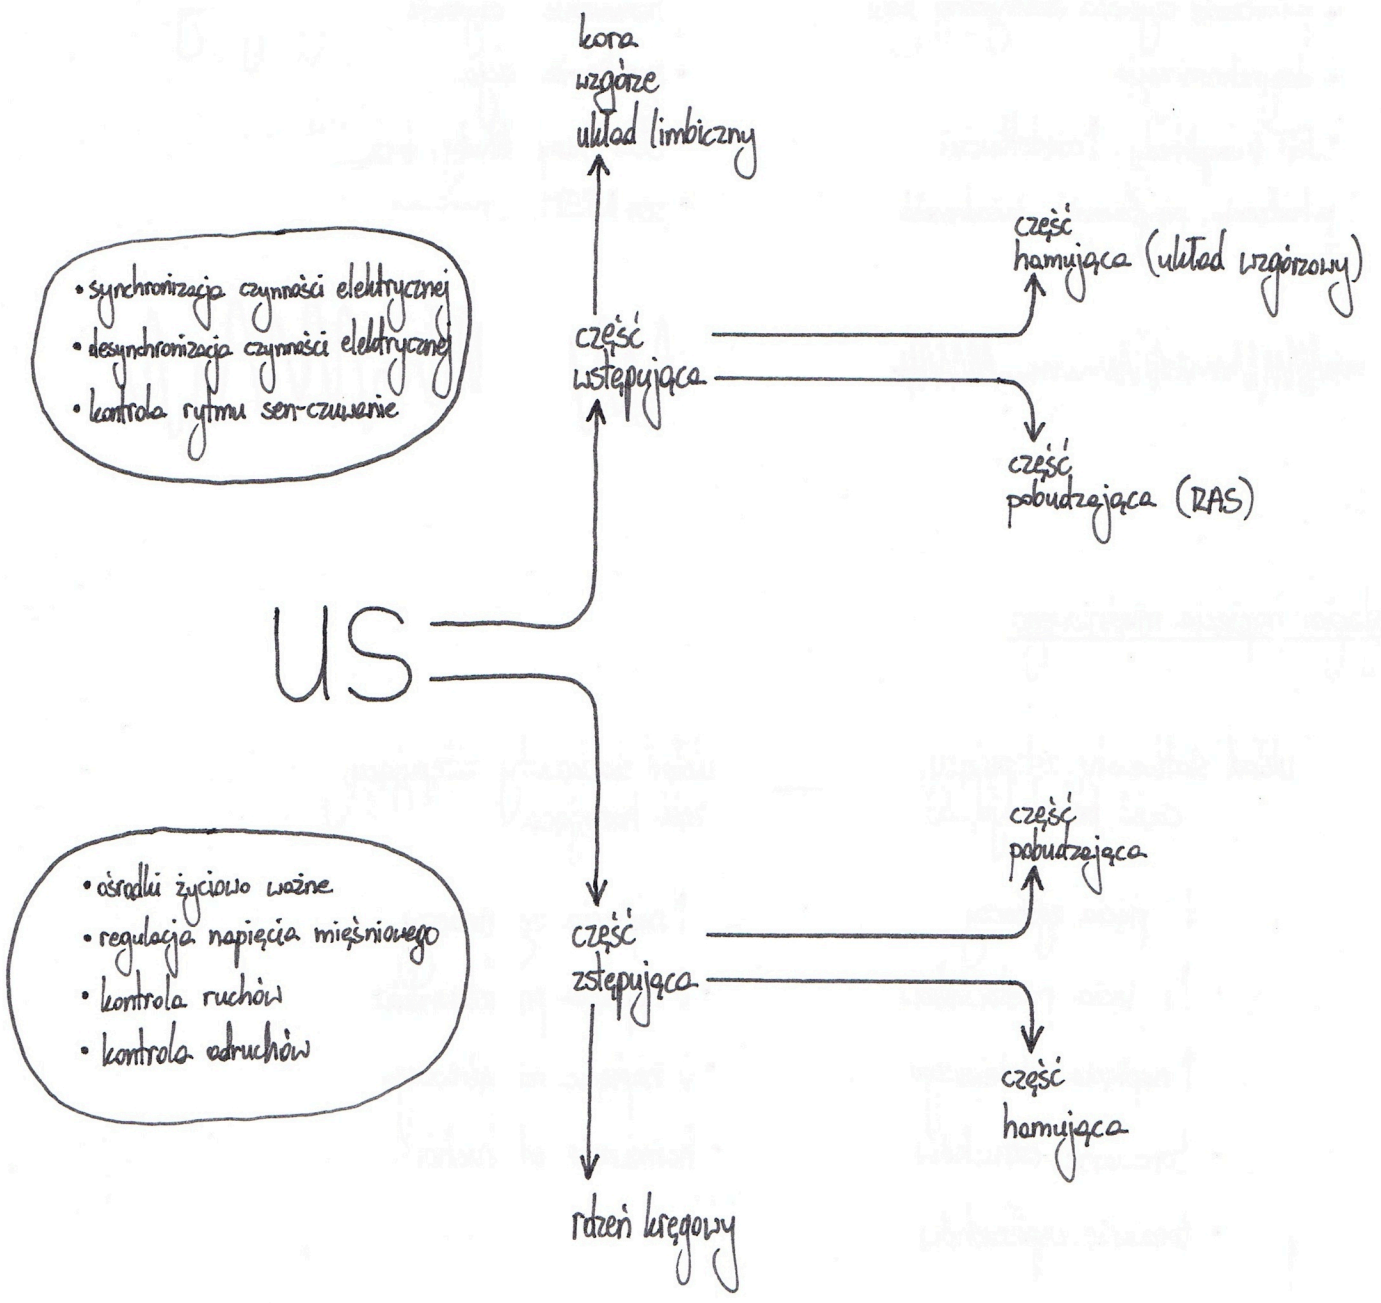 kora
wzgórze
układ limbiczny
część
hamująca (układ wzgórzowy)
• synchronizacja czynności elektrycznej
• desynchronizacja czynności elektrycznej
• kontrola rytmu sen-czuwanie
część
wstępująca
część
pobudzająca (RAS)
US
część
pobudzająca
• ośrodki życiowo ważne
• regulacja napięcia mięśniowego
• kontrola ruchów
• kontrola odruchów
część
zstępująca
część
hamująca
rdzeń kręgowy